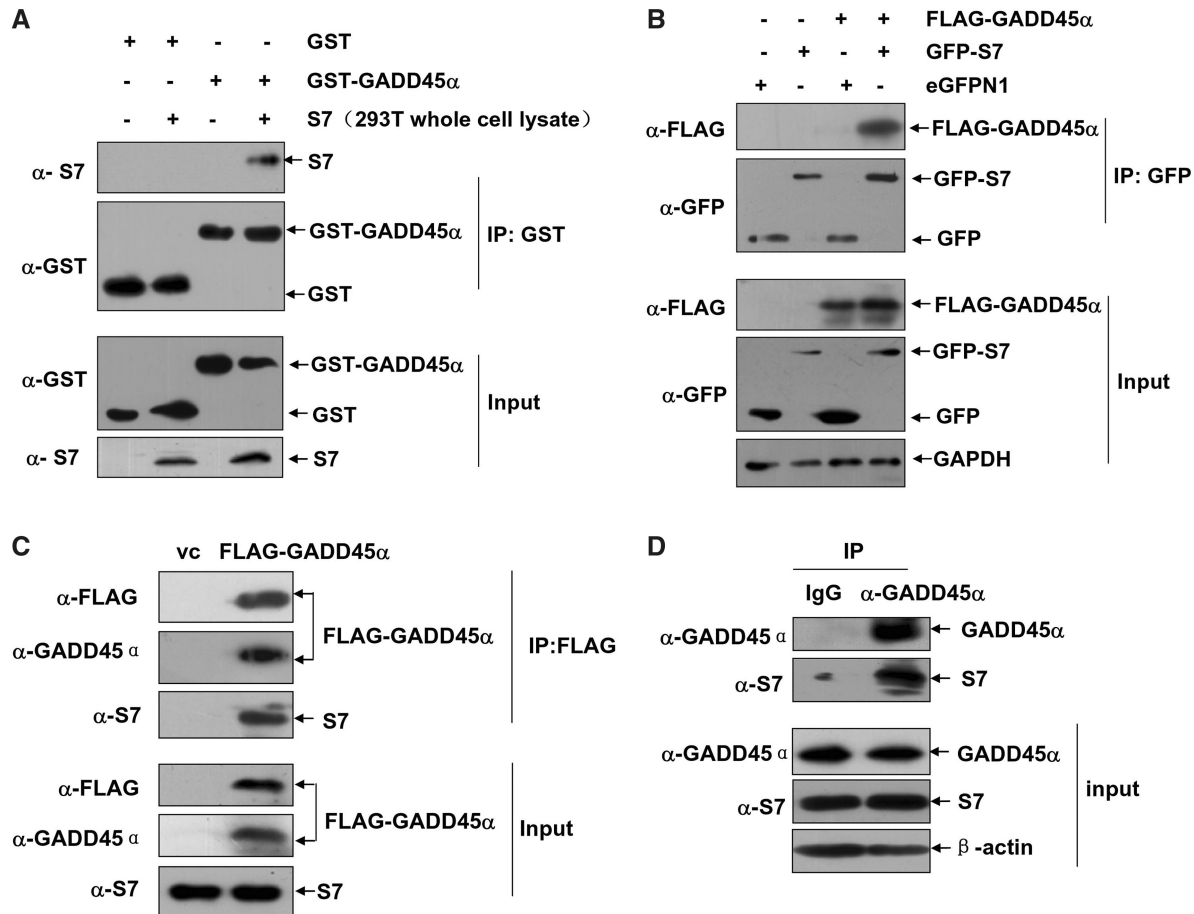 A
+ + - - GST
- - + + GST-GADD45α
- + - + S7（293T whole cell lysate）
α- S7
S7
α-GST
GST-GADD45α
GST
IP: GST
α-GST
GST-GADD45α
GST
α- S7
S7
Input
B
- - + + FLAG-GADD45α
- + - + GFP-S7
+ - + - eGFPN1
α-FLAG
FLAG-GADD45α
α-GFP
GFP-S7
GFP
IP: GFP
α-FLAG
FLAG-GADD45α
α-GFP
GFP-S7
GFP
GAPDH
Input
C
vc FLAG-GADD45α
α-FLAG
α-GADD45 α
FLAG-GADD45α
α-S7
S7
IP:FLAG
α-FLAG
α-GADD45 α
FLAG-GADD45α
α-S7
S7
Input
D
IP
IgG α-GADD45α
α-GADD45 α
GADD45α
α-S7
S7
α-GADD45 α
GADD45α
α-S7
S7
β -actin
input